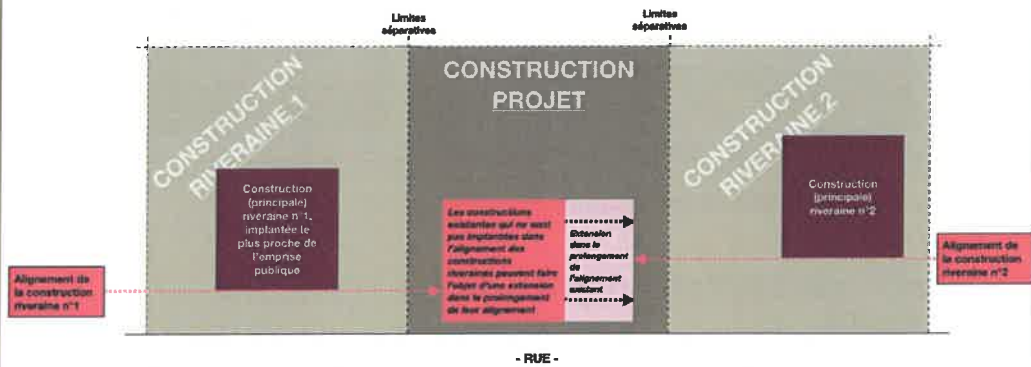 Limites
séparatives
Limites
séparatives
CONSTRUCTION
RIVERAINE 1
CONSTRUCTION
PROJET
CONSTRUCTION
RIVERAINE 2
Construction
(principale)
riveraine n°1,
implantée le
plus proche de
l'emprise
publique
Les constructions
existantes qui ne sont
pas implantées dans
l'alignement des
constructions
riveraines peuvent faire
l'objet d'une extension
dans le prolongement
de leur alignement
Extension
dans le
prolongement
de
l'alignement
existant
Construction
(principale)
riveraine n°2
Alignement de
la construction
riveraine n°1
Alignement de
la construction
riveraine n°2
- RUE -